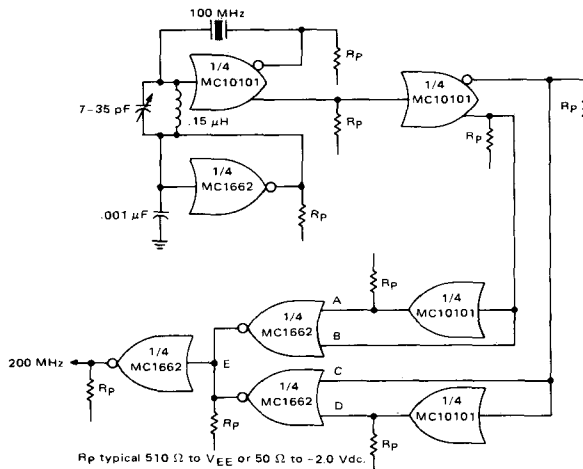 100 MHz
Rp
1/4
MC10101
1/4
MC10101
7–35 pF
.15 µH
Rp
Rp
Rp
1/4
MC1662
.001 µF
Rp
Rp
A
1/4
MC10101
1/4
MC1662
B
200 MHz
1/4
MC1662
E
C
1/4
MC1662
D
1/4
MC10101
Rp
Rp
Rp
Rp typical 510 Ω to VEE or 50 Ω to –2.0 Vdc.